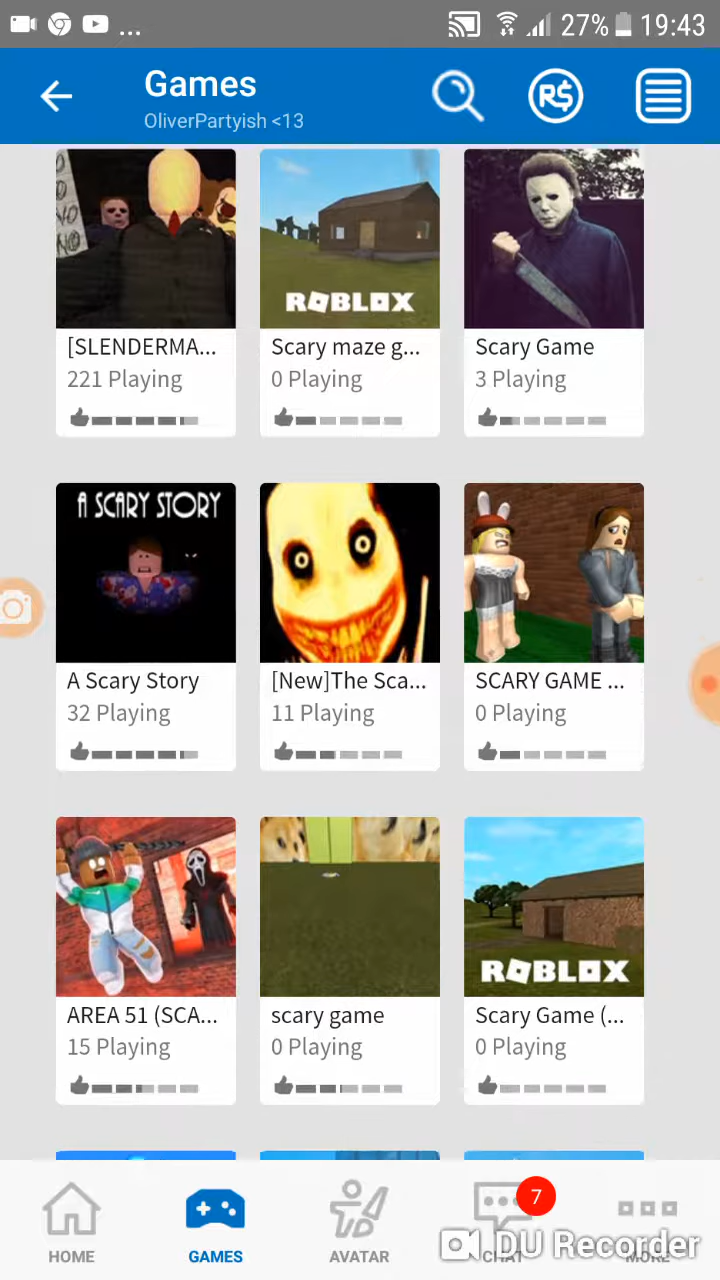 ... 27% 19:43
Games
OliverPartyish <13
R$
NO
ROBLOX
[SLENDERMA... Scary maze g... Scary Game
221 Playing 0 Playing 3 Playing
A SCARY STORY
A Scary Story [New]The Sca... SCARY GAME ...
32 Playing 11 Playing 0 Playing
ROBLOX
AREA 51 (SCA... scary game Scary Game (...
15 Playing 0 Playing 0 Playing
7
DU Recorder
HOME GAMES AVATAR CHAT MORE